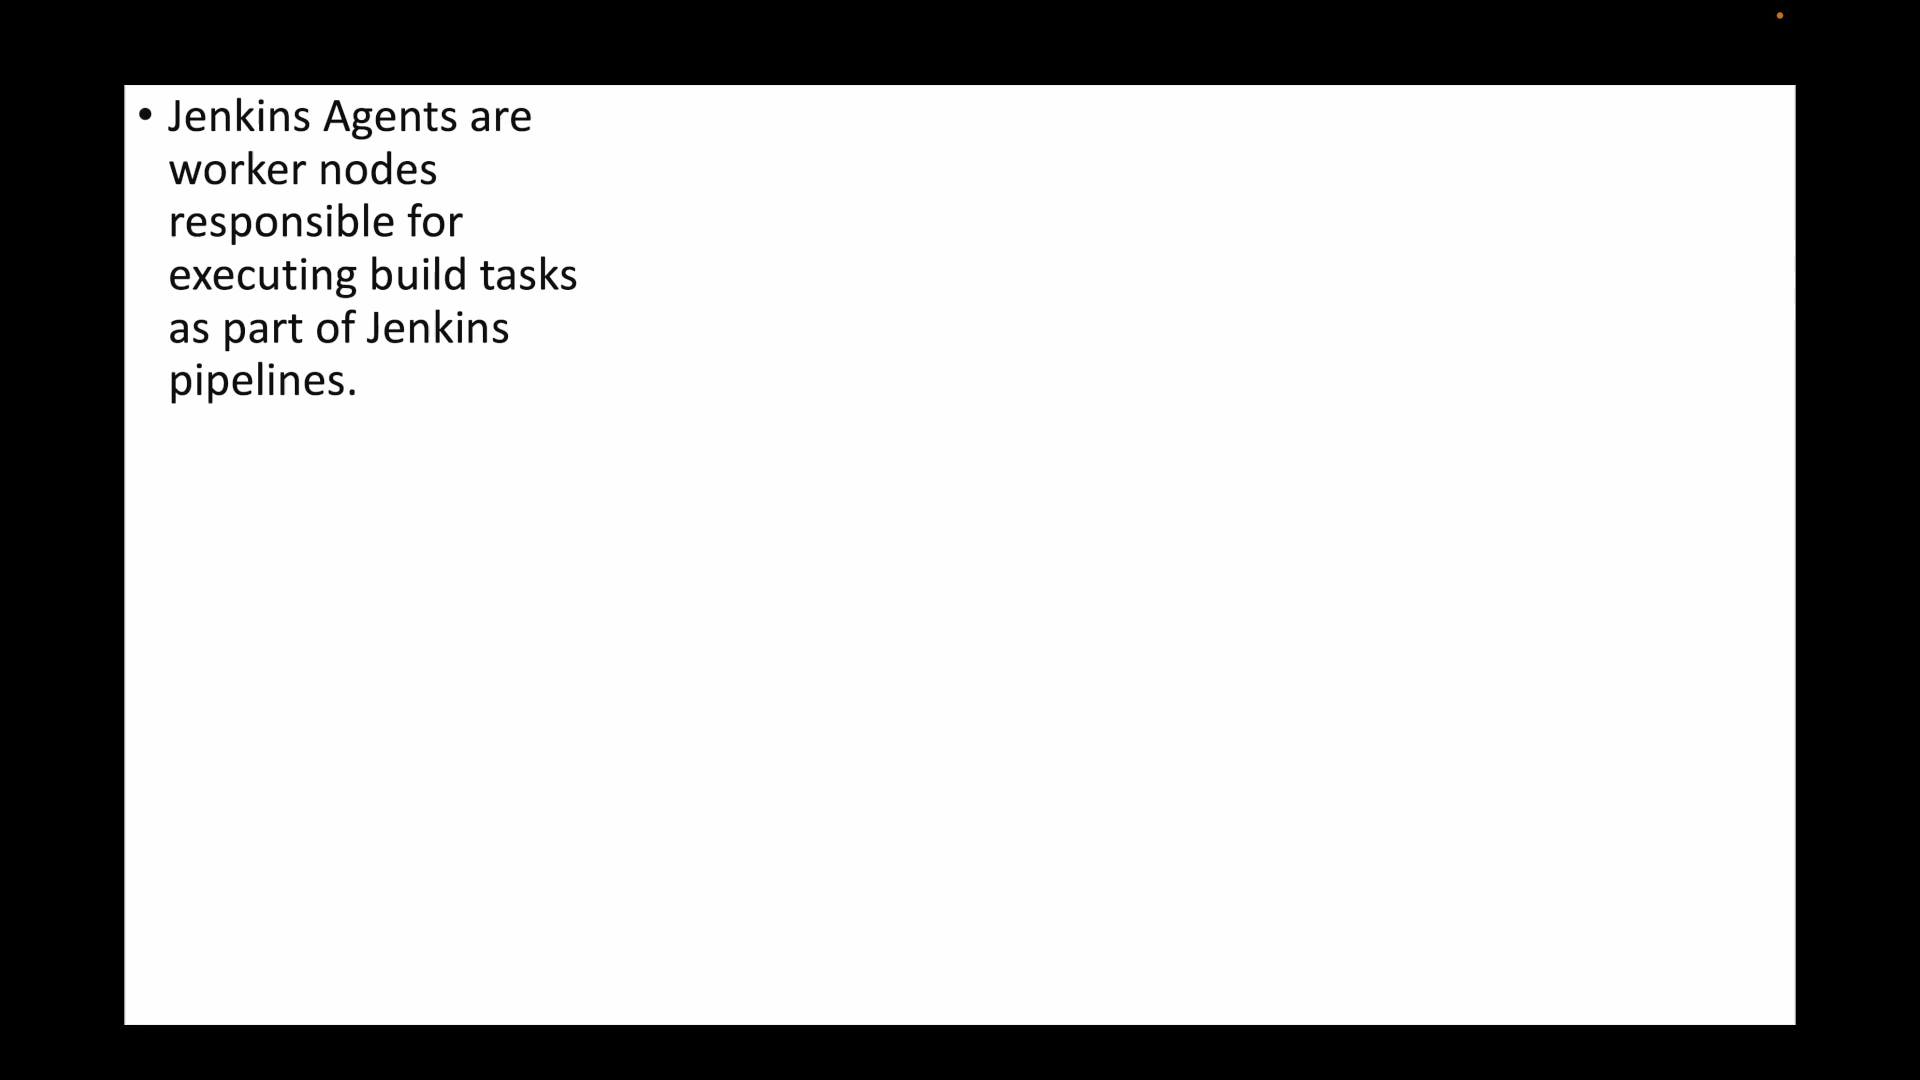 • Jenkins Agents are
worker nodes
responsible for
executing build tasks
as part of Jenkins
pipelines.